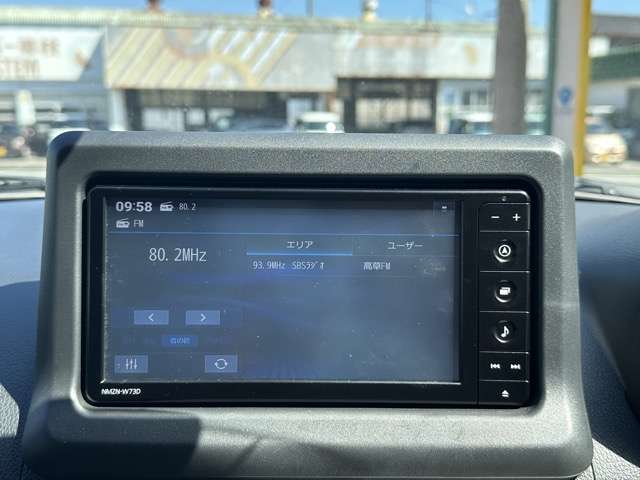 STEM
09:58 80.2
FM
80.2MHz
エリア ユーザー
93.9MHz SBSラジオ 高草FM
NMZN-W73D